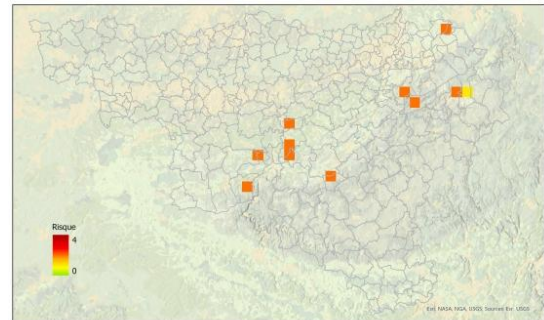 Risque
4
0
Esri, NASA, NGA, USGS, Sources: Esri, USGS